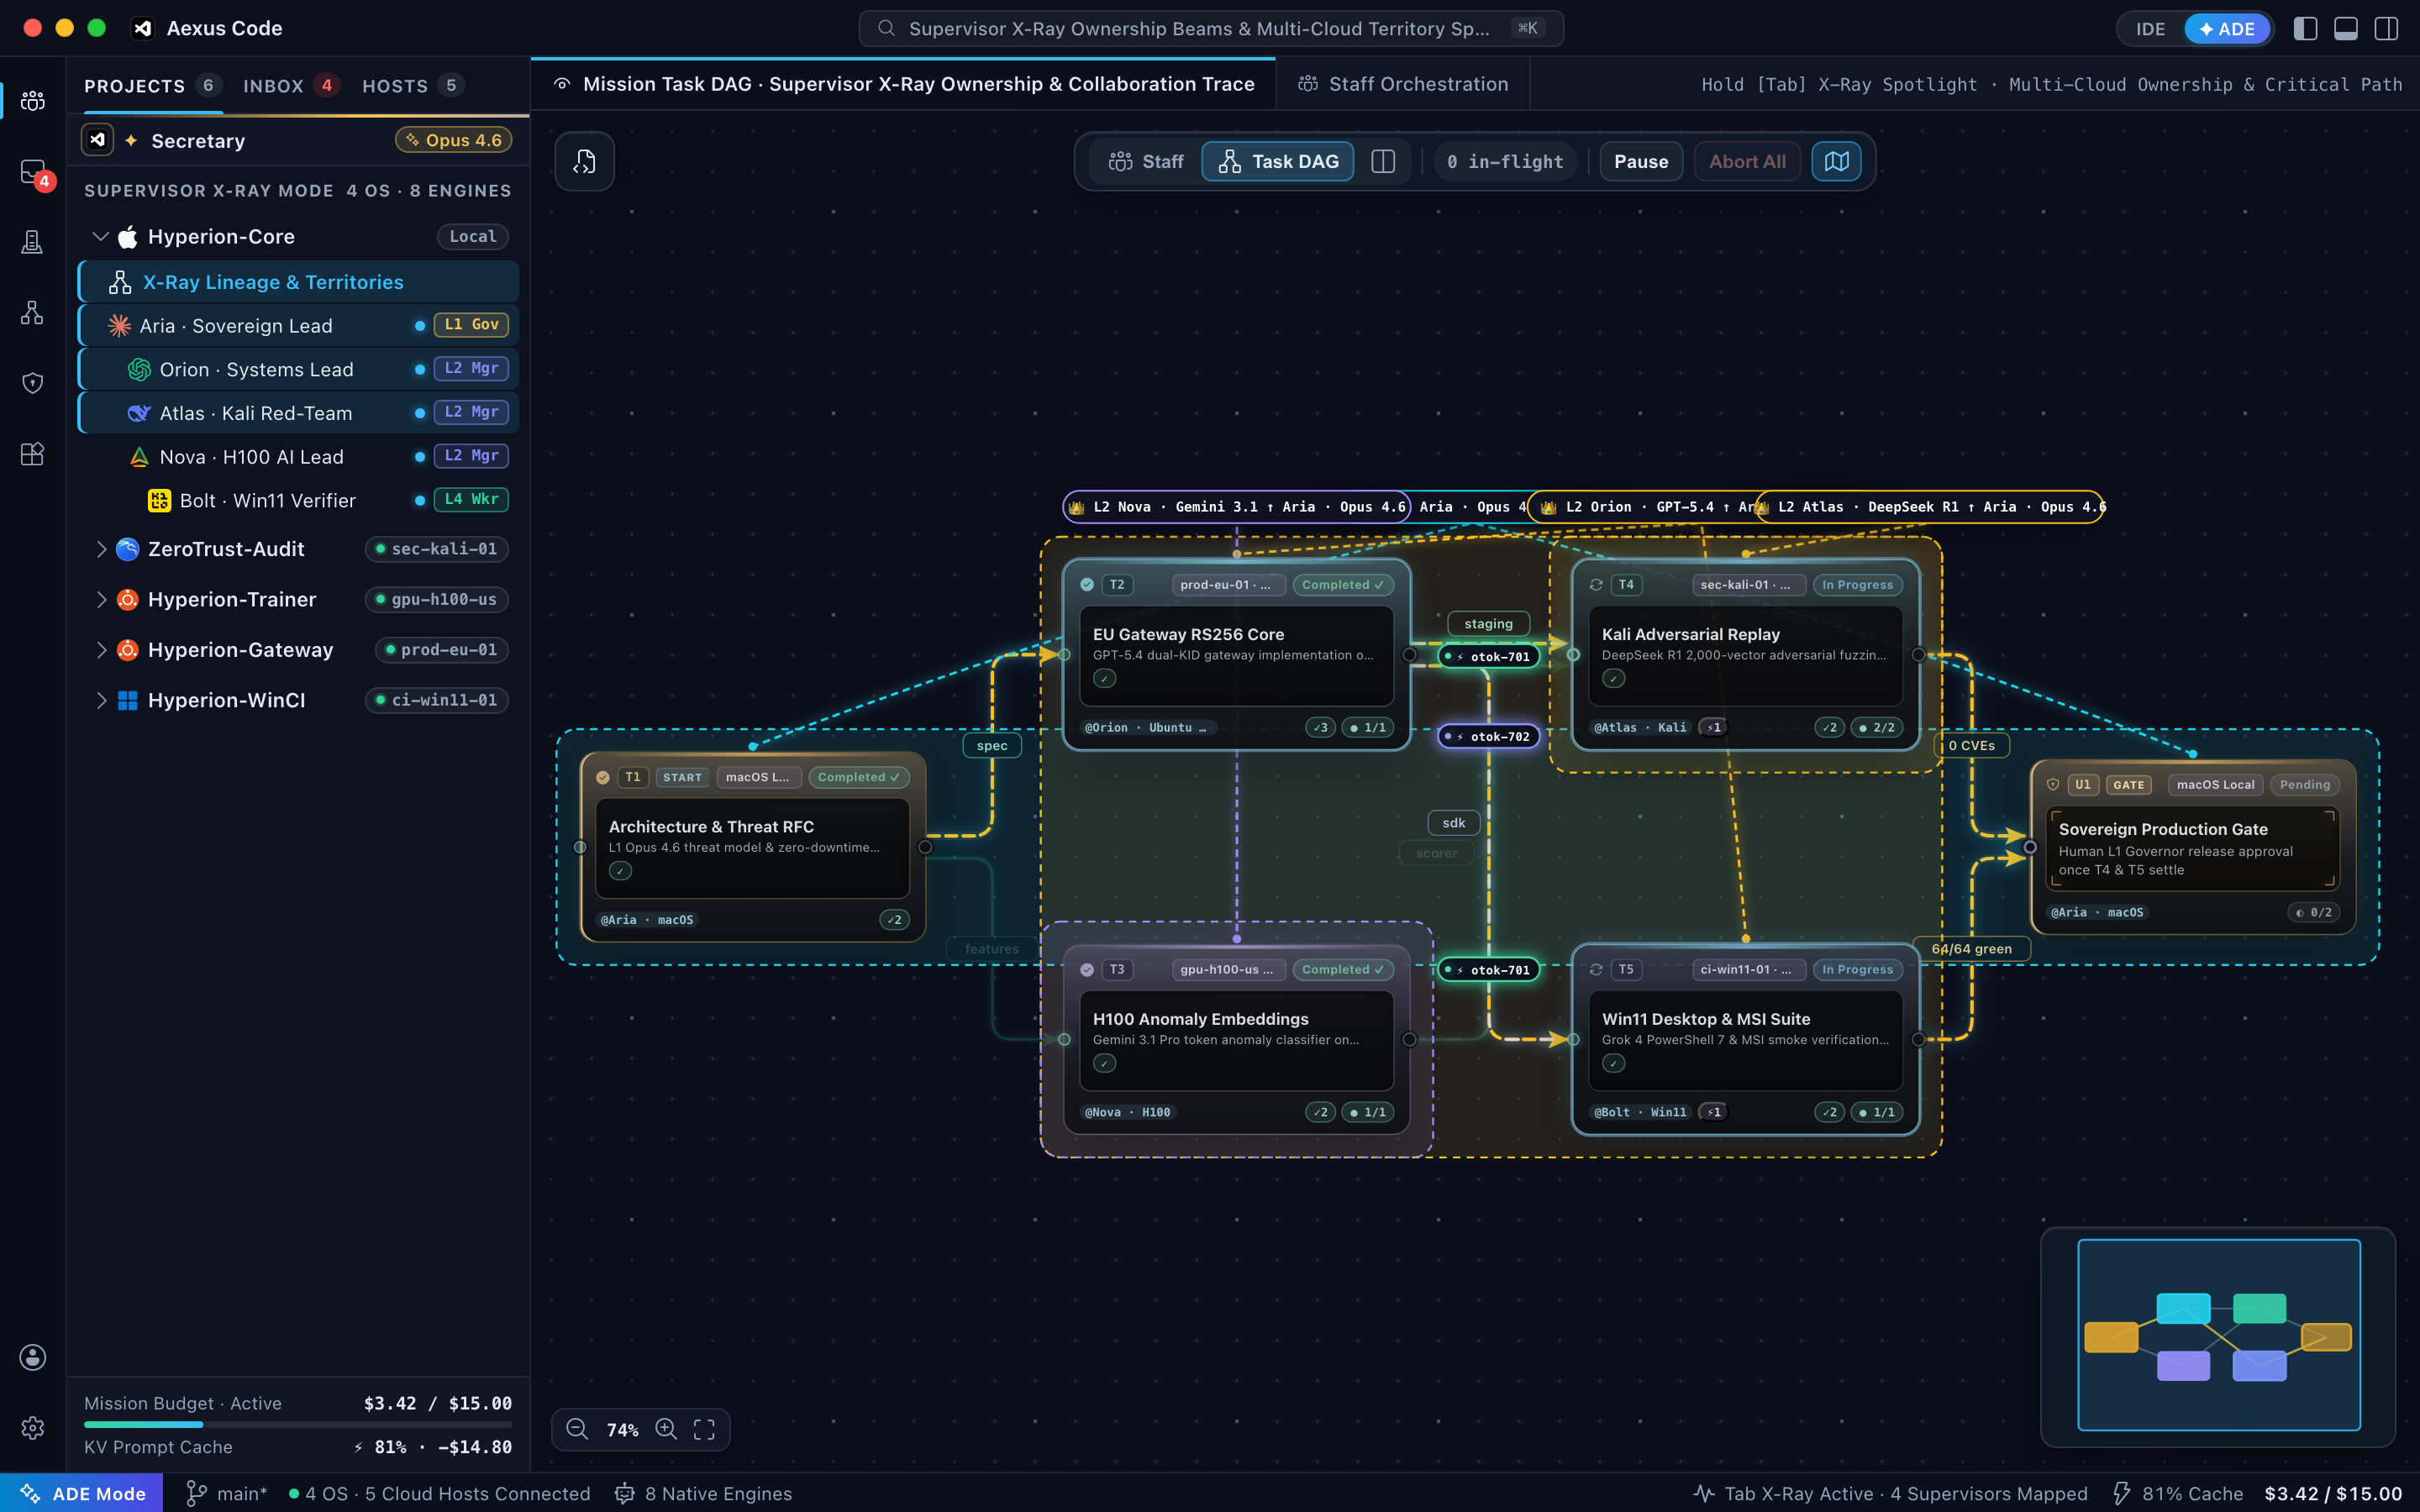 Aexus Code
Supervisor X-Ray Ownership Beams & Multi-Cloud Territory Sp... ⌘K
IDE ADE
PROJECTS 6 INBOX 4 HOSTS 5
Mission Task DAG · Supervisor X-Ray Ownership & Collaboration Trace
Staff Orchestration
Hold [Tab] X-Ray Spotlight · Multi-Cloud Ownership & Critical Path
Secretary Opus 4.6
4
SUPERVISOR X-RAY MODE 4 OS · 8 ENGINES
Hyperion-Core Local
X-Ray Lineage & Territories
Aria · Sovereign Lead L1 Gov
Orion · Systems Lead L2 Mgr
Atlas · Kali Red-Team L2 Mgr
Nova · H100 AI Lead L2 Mgr
Bolt · Win11 Verifier L4 Wkr
ZeroTrust-Audit sec-kali-01
Hyperion-Trainer gpu-h100-us
Hyperion-Gateway prod-eu-01
Hyperion-WinCI ci-win11-01
Mission Budget · Active $3.42 / $15.00
KV Prompt Cache ⚡ 81% · −$14.80
Staff Task DAG 0 in-flight Pause Abort All
L2 Nova · Gemini 3.1 ↑ Aria · Opus 4.6
Aria · Opus 4
L2 Orion · GPT-5.4 ↑ Ar
L2 Atlas · DeepSeek R1 ↑ Aria · Opus 4.6
T2 prod-eu-01 · ... Completed ✓
EU Gateway RS256 Core
GPT-5.4 dual-KID gateway implementation o...
✓
@Orion · Ubuntu … ✓3 ● 1/1
staging
⚡ otok-701
⚡ otok-702
T4 sec-kali-01 · ... In Progress
Kali Adversarial Replay
DeepSeek R1 2,000-vector adversarial fuzzin...
✓
@Atlas · Kali ⚡1 ✓2 ● 2/2
spec
0 CVEs
T1 START macOS L... Completed ✓
Architecture & Threat RFC
L1 Opus 4.6 threat model & zero-downtime...
✓
@Aria · macOS ✓2
features
sdk
scorer
U1 GATE macOS Local Pending
Sovereign Production Gate
Human L1 Governor release approval
once T4 & T5 settle
@Aria · macOS ◐ 0/2
64/64 green
T3 gpu-h100-us ... Completed ✓
H100 Anomaly Embeddings
Gemini 3.1 Pro token anomaly classifier on...
✓
@Nova · H100 ✓2 ● 1/1
⚡ otok-701
T5 ci-win11-01 · ... In Progress
Win11 Desktop & MSI Suite
Grok 4 PowerShell 7 & MSI smoke verification...
✓
@Bolt · Win11 ⚡1 ✓2 ● 1/1
74%
ADE Mode main* 4 OS · 5 Cloud Hosts Connected 8 Native Engines
Tab X-Ray Active · 4 Supervisors Mapped 81% Cache $3.42 / $15.00